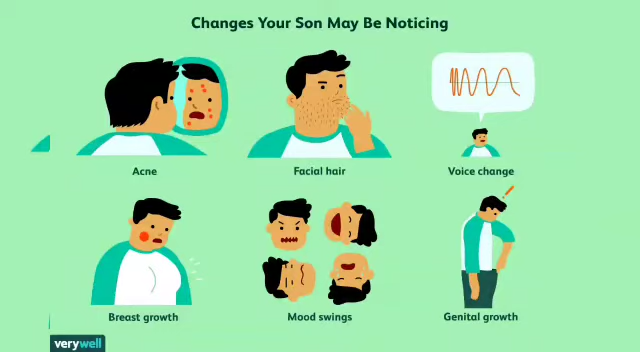 Changes Your Son May Be Noticing
Acne
Facial hair
Voice change
Breast growth
Mood swings
Genital growth
verywell